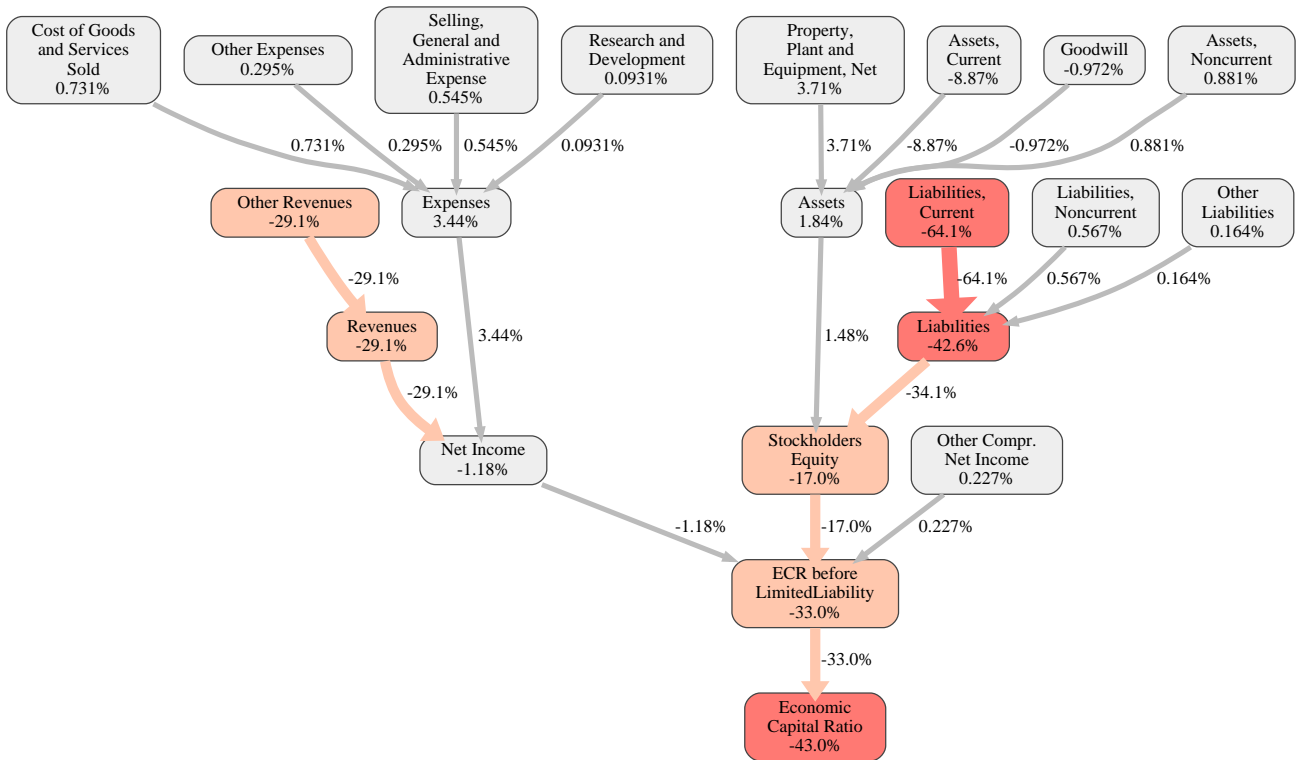 Cost of Goods
and Services
Sold
0.731%
Other Expenses
0.295%
Selling,
General and
Administrative
Expense
0.545%
Research and
Development
0.0931%
Property,
Plant and
Equipment, Net
3.71%
Assets,
Current
-8.87%
Goodwill
-0.972%
Assets,
Noncurrent
0.881%
0.731%
0.295%
0.545%
0.0931%
3.71%
-8.87%
-0.972%
0.881%
Other Revenues
-29.1%
Expenses
3.44%
Assets
1.84%
Liabilities,
Current
-64.1%
Liabilities,
Noncurrent
0.567%
Other
Liabilities
0.164%
-29.1%
-64.1%
0.567%
0.164%
Revenues
-29.1%
3.44%
1.48%
Liabilities
-42.6%
-29.1%
-34.1%
Net Income
-1.18%
Stockholders
Equity
-17.0%
Other Compr.
Net Income
0.227%
-1.18%
-17.0%
0.227%
ECR before
LimitedLiability
-33.0%
-33.0%
Economic
Capital Ratio
-43.0%